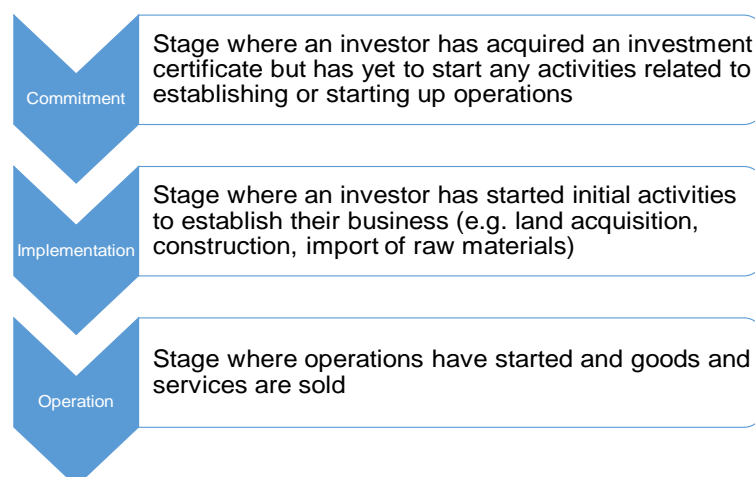 Commitment
Stage where an investor has acquired an investment
certificate but has yet to start any activities related to
establishing or starting up operations
Implementation
Stage where an investor has started initial activities
to establish their business (e.g. land acquisition,
construction, import of raw materials)
Operation
Stage where operations have started and goods and
services are sold